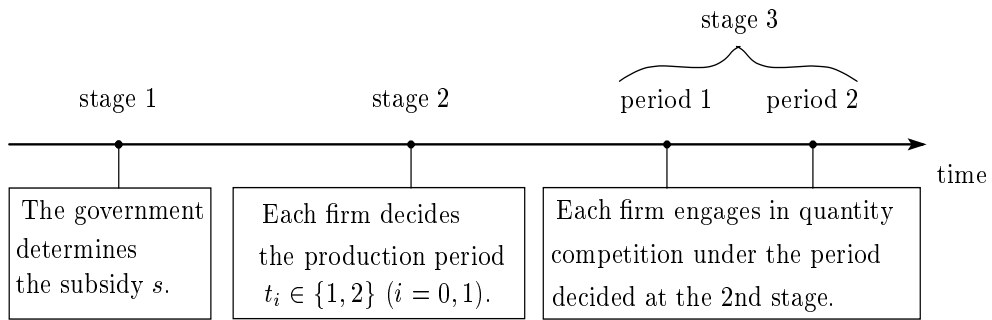 stage 3
stage 1
stage 2
period 1
period 2
time
The government
determines
the subsidy s.
Each firm decides
the production period
t_i ∈ {1, 2} (i = 0, 1).
Each firm engages in quantity
competition under the period
decided at the 2nd stage.